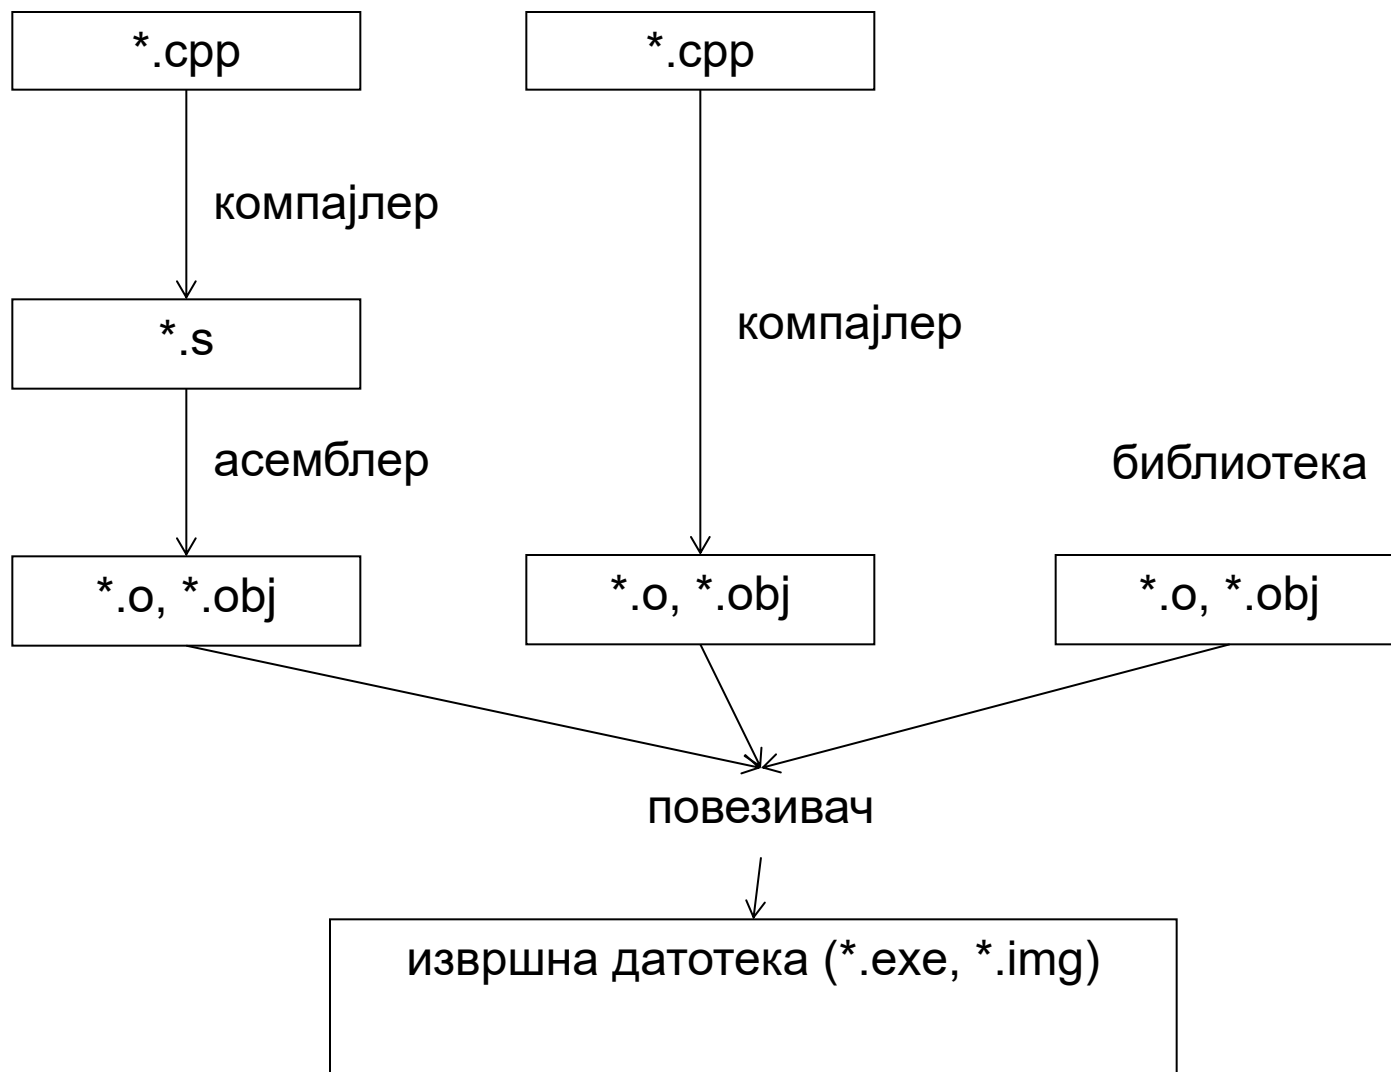 *.cpp
*.cpp
компајлер
компајлер
*.s
асемблер
библиотека
*.o, *.obj
*.o, *.obj
*.o, *.obj
повезивач
извршна датотека (*.exe, *.img)